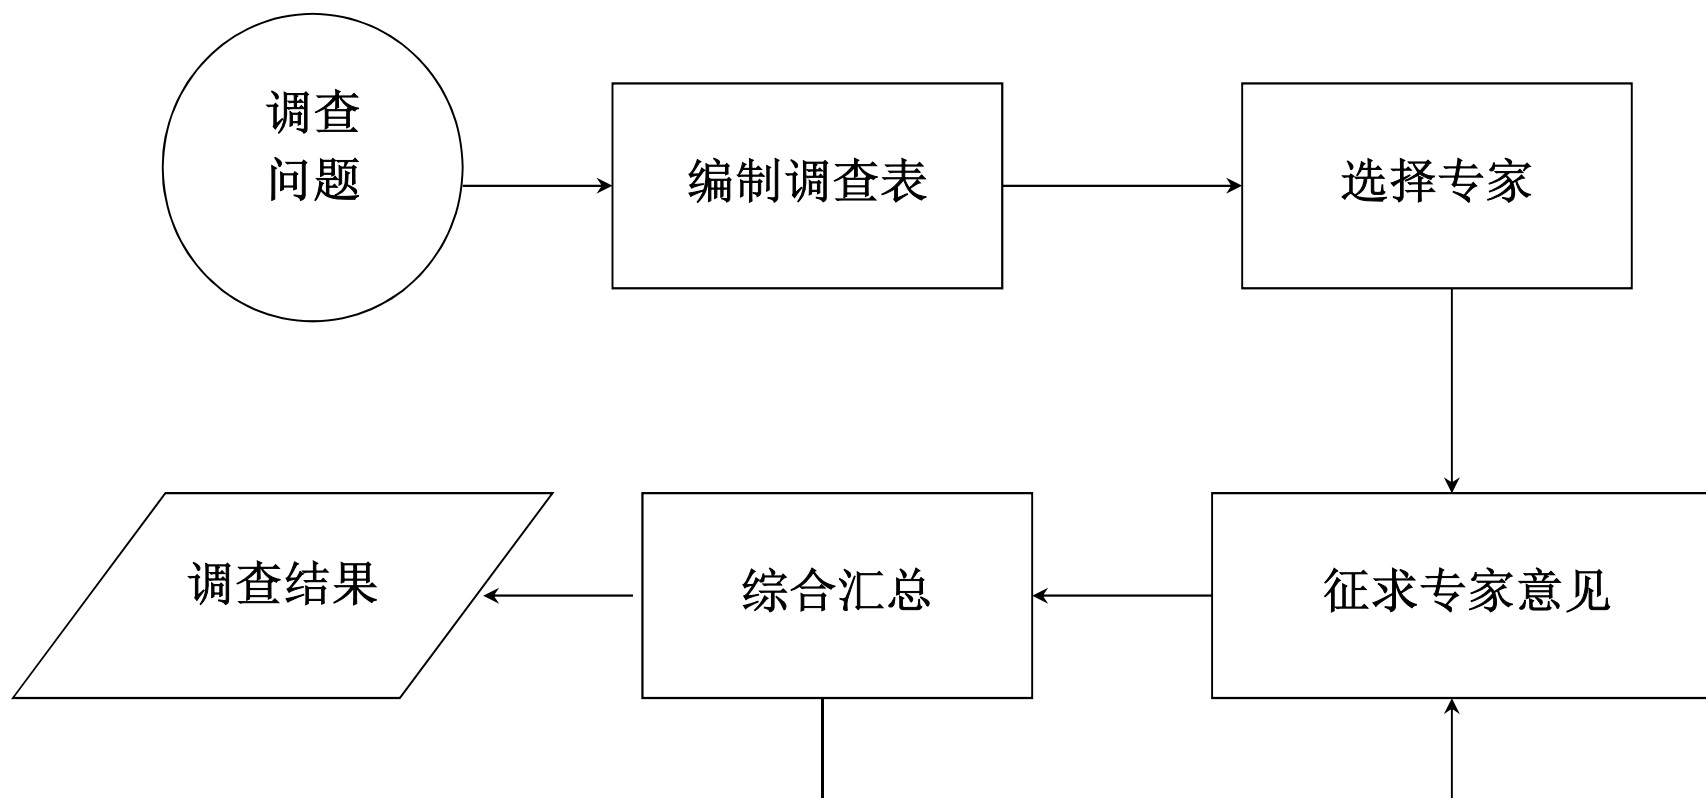 调查
问题
编制调查表
选择专家
调查结果
综合汇总
征求专家意见